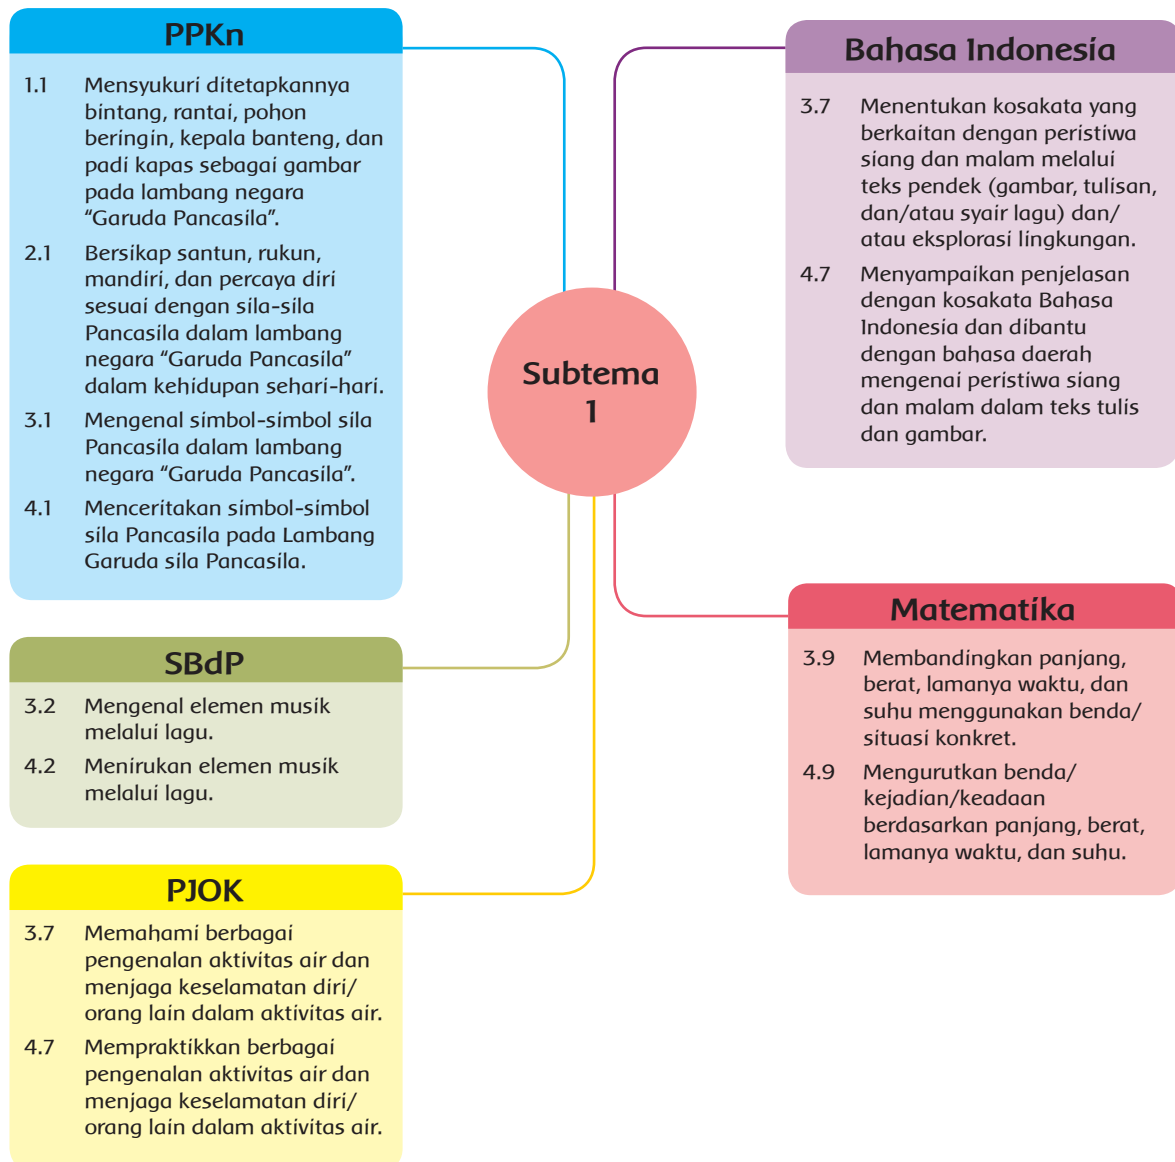 PPKn
1.1 Mensyukuri ditetapkannya
bintang, rantai, pohon
beringin, kepala banteng, dan
padi kapas sebagai gambar
pada lambang negara
“Garuda Pancasila”.
2.1 Bersikap santun, rukun,
mandiri, dan percaya diri
sesuai dengan sila-sila
Pancasila dalam lambang
negara “Garuda Pancasila”
dalam kehidupan sehari-hari.
3.1 Mengenal simbol-simbol sila
Pancasila dalam lambang
negara “Garuda Pancasila”.
4.1 Menceritakan simbol-simbol
sila Pancasila pada Lambang
Garuda sila Pancasila.
Bahasa Indonesia
3.7 Menentukan kosakata yang
berkaitan dengan peristiwa
siang dan malam melalui
teks pendek (gambar, tulisan,
dan/atau syair lagu) dan/
atau eksplorasi lingkungan.
4.7 Menyampaikan penjelasan
dengan kosakata Bahasa
Indonesia dan dibantu
dengan bahasa daerah
mengenai peristiwa siang
dan malam dalam teks tulis
dan gambar.
Subtema
1
SBdP
3.2 Mengenal elemen musik
melalui lagu.
4.2 Menirukan elemen musik
melalui lagu.
Matematika
3.9 Membandingkan panjang,
berat, lamanya waktu, dan
suhu menggunakan benda/
situasi konkret.
4.9 Mengurutkan benda/
kejadian/keadaan
berdasarkan panjang, berat,
lamanya waktu, dan suhu.
PJOK
3.7 Memahami berbagai
pengenalan aktivitas air dan
menjaga keselamatan diri/
orang lain dalam aktivitas air.
4.7 Mempraktikkan berbagai
pengenalan aktivitas air dan
menjaga keselamatan diri/
orang lain dalam aktivitas air.